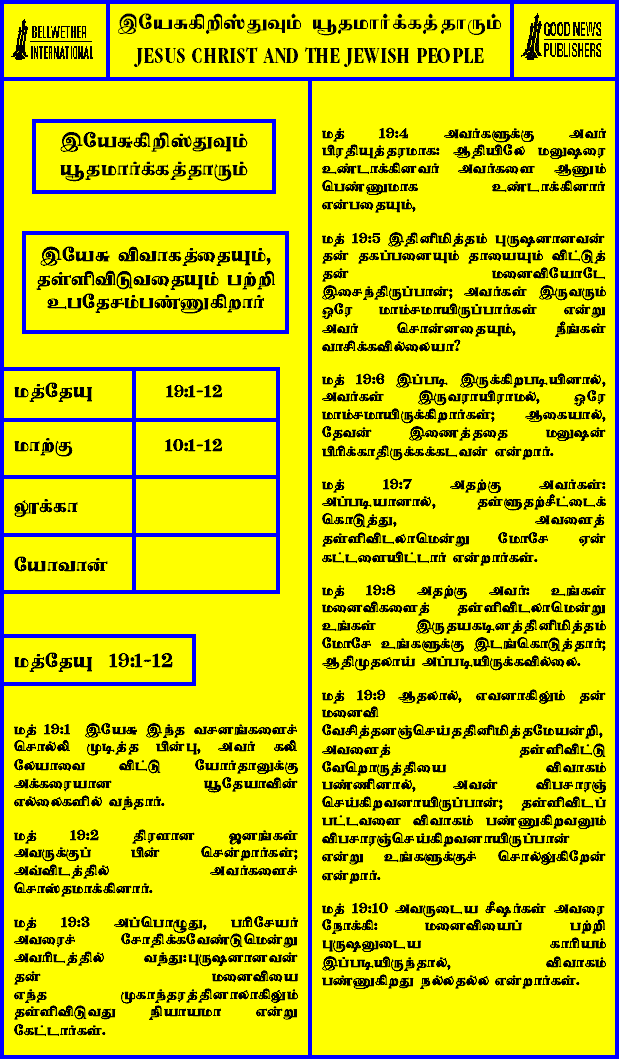 BELLWETHER
INTERNATIONAL
இயேசுகிறிஸ்துவும் யூதமார்க்கத்தாரும்
JESUS CHRIST AND THE JEWISH PEOPLE
GOOD NEWS
PUBLISHERS
இயேசுகிறிஸ்துவும்
யூதமார்க்கத்தாரும்
இயேசு விவாகத்தையும்,
தள்ளிவிடுவதையும் பற்றி
உபதேசம்பண்ணுகிறார்
மத்தேயு 19:1-12
மாற்கு 10:1-12
லூக்கா
யோவான்
மத்தேயு 19:1-12
மத் 19:1 இயேசு இந்த வசனங்களைச்
சொல்லி முடித்த பின்பு, அவர் கலி
லேயாவை விட்டு யோர்தானுக்கு
அக்கரையான யூதேயாவின்
எல்லைகளில் வந்தார்.
மத் 19:2 திரளான ஜனங்கள்
அவருக்குப் பின் சென்றார்கள்;
அவ்விடத்தில் அவர்களைச்
சொஸ்தமாக்கினார்.
மத் 19:3 அப்பொழுது, பரிசேயர்
அவரைச் சோதிக்கவேண்டுமென்று
அவரிடத்தில் வந்து:புருஷனானவன்
தன் மனைவியை
எந்த முகாந்தரத்தினாலாகிலும்
தள்ளிவிடுவது நியாயமா என்று
கேட்டார்கள்.
மத் 19:4 அவர்களுக்கு அவர்
பிரதியுத்தரமாக: ஆதியிலே மனுஷரை
உண்டாக்கினவர் அவர்களை ஆணும்
பெண்ணுமாக உண்டாக்கினார்
என்பதையும்,
மத் 19:5 இதினிமித்தம் புருஷனானவன்
தன் தகப்பனையும் தாயையும் விட்டுத்
தன் மனைவியோடே
இசைந்திருப்பான்; அவர்கள் இருவரும்
ஒரே மாம்சமாயிருப்பார்கள் என்று
அவர் சொன்னதையும், நீங்கள்
வாசிக்கவில்லையா?
மத் 19:6 இப்படி இருக்கிறபடியினால்,
அவர்கள் இருவராயிராமல், ஒரே
மாம்சமாயிருக்கிறார்கள்; ஆகையால்,
தேவன் இணைத்ததை மனுஷன்
பிரிக்காதிருக்கக்கடவன் என்றார்.
மத் 19:7 அதற்கு அவர்கள்:
அப்படியானால், தள்ளுதற்சீட்டைக்
கொடுத்து, அவளைத்
தள்ளிவிடலாமென்று மோசே ஏன்
கட்டளையிட்டார் என்றார்கள்.
மத் 19:8 அதற்கு அவர்: உங்கள்
மனைவிகளைத் தள்ளிவிடலாமென்று
உங்கள் இருதயகடினத்தினிமித்தம்
மோசே உங்களுக்கு இடங்கொடுத்தார்;
ஆதிமுதலாய் அப்படியிருக்கவில்லை.
மத் 19:9 ஆதலால், எவனாகிலும் தன்
மனைவி
வேசித்தனஞ்செய்ததினிமித்தமேயன்றி,
அவளைத் தள்ளிவிட்டு
வேறொருத்தியை விவாகம்
பண்ணினால், அவன் விபசாரஞ்
செய்கிறவனாயிருப்பான்; தள்ளிவிடப்
பட்டவளை விவாகம் பண்ணுகிறவனும்
விபசாரஞ்செய்கிறவனாயிருப்பான்
என்று உங்களுக்குச் சொல்லுகிறேன்
என்றார்.
மத் 19:10 அவருடைய சீஷர்கள் அவரை
நோக்கி: மனைவியைப் பற்றி
புருஷனுடைய காரியம்
இப்படியிருந்தால், விவாகம்
பண்ணுகிறது நல்லதல்ல என்றார்கள்.